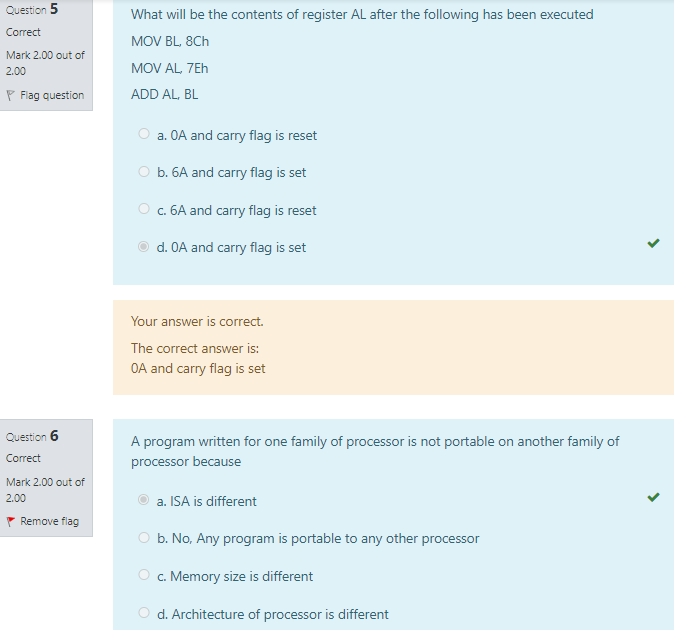 Question 5
Correct
Mark 2.00 out of
2.00
Flag question
What will be the contents of register AL after the following has been executed
MOV BL, 8Ch
MOV AL, 7Eh
ADD AL, BL
a. 0A and carry flag is reset
b. 6A and carry flag is set
c. 6A and carry flag is reset
d. 0A and carry flag is set
Your answer is correct.
The correct answer is:
0A and carry flag is set
Question 6
Correct
Mark 2.00 out of
2.00
Remove flag
A program written for one family of processor is not portable on another family of
processor because
a. ISA is different
b. No, Any program is portable to any other processor
c. Memory size is different
d. Architecture of processor is different